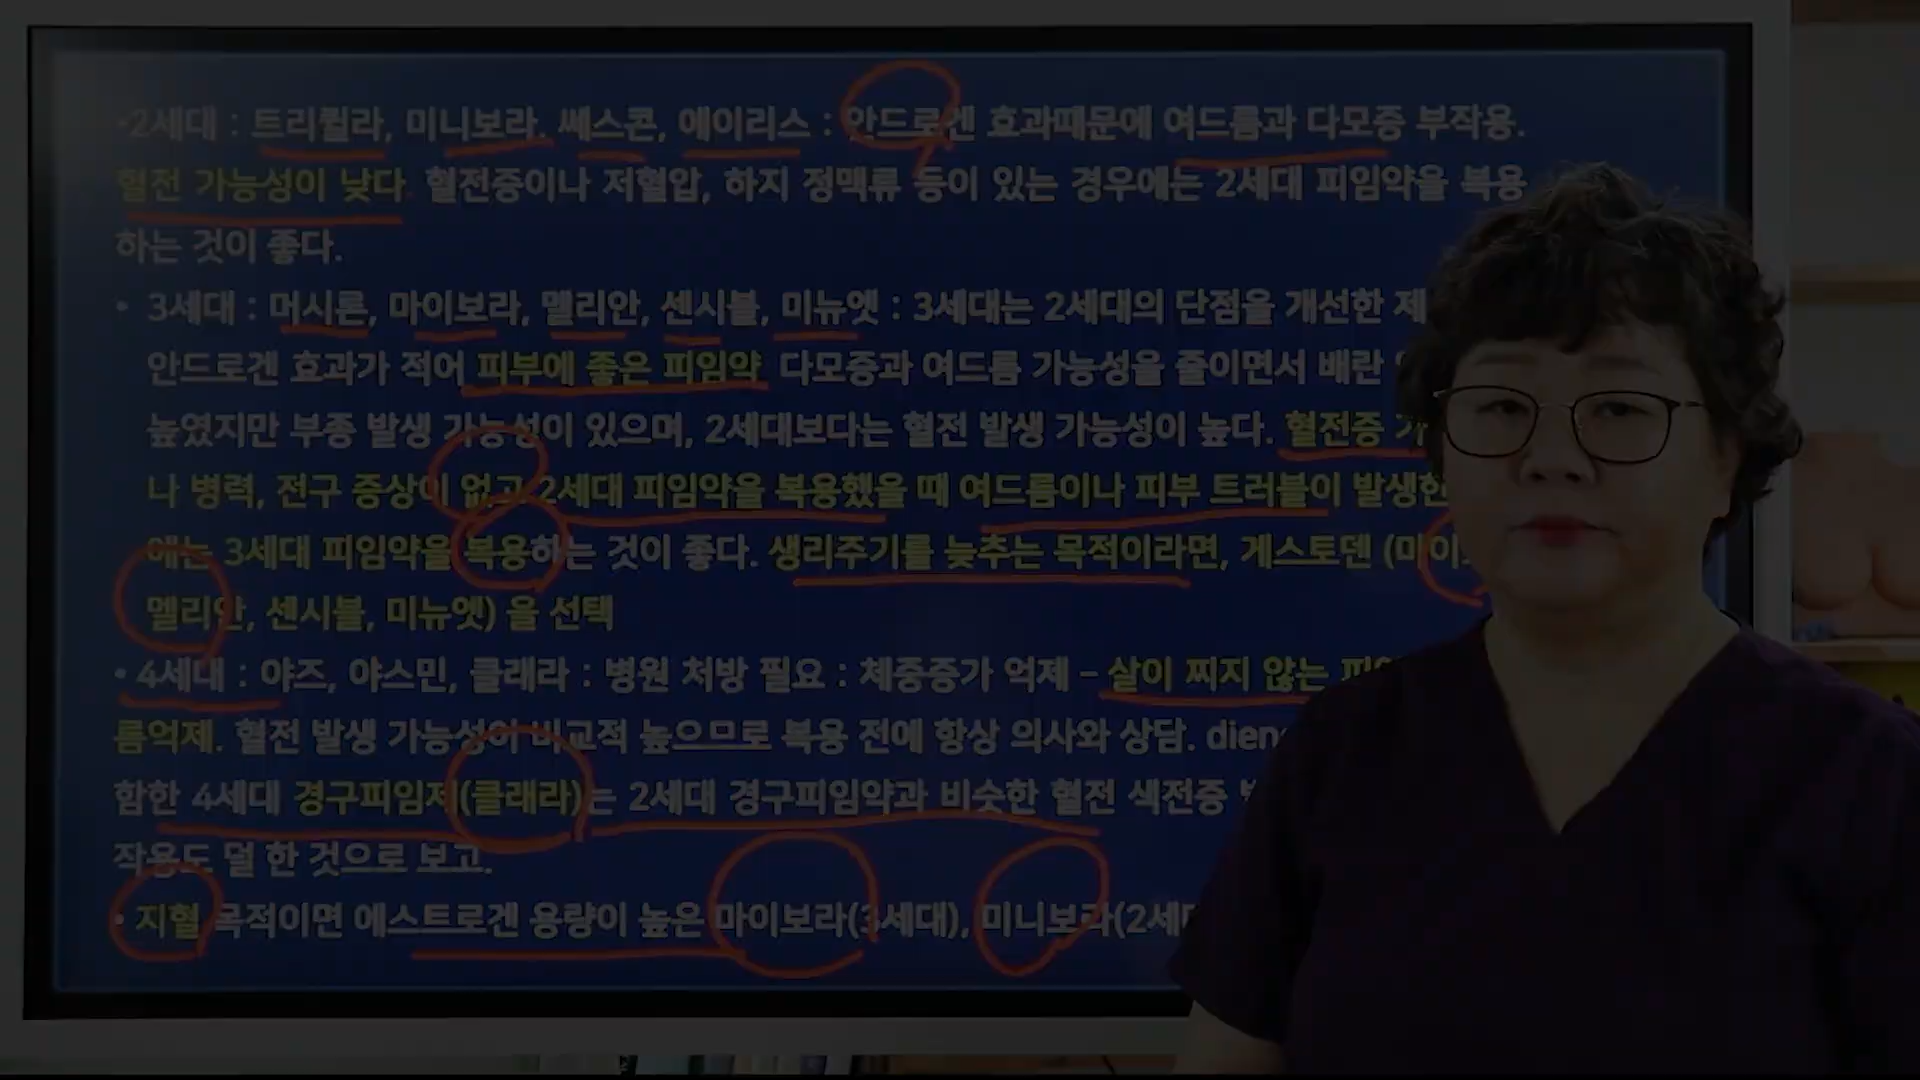 •2세대 : 트리퀼라, 미니보라, 쎄스콘, 에이리스 : 안드로겐 효과때문에 여드름과 다모증 부작용.
혈전 가능성이 낮다. 혈전증이나 저혈압, 하지 정맥류 등이 있는 경우에는 2세대 피임약을 복용
하는 것이 좋다.
• 3세대 : 머시론, 마이보라, 멜리안, 센시블, 미뉴엣 : 3세대는 2세대의 단점을 개선한 제
안드로겐 효과가 적어 피부에 좋은 피임약 다모증과 여드름 가능성을 줄이면서 배란
높였지만 부종 발생 가능성이 있으며, 2세대보다는 혈전 발생 가능성이 높다. 혈전증
나 병력, 전구 증상이 없고 2세대 피임약을 복용했을 때 여드름이나 피부 트러블이 발생한
에는 3세대 피임약을 복용하는 것이 좋다. 생리주기를 늦추는 목적이라면, 게스토덴 (마이
멜리안, 센시블, 미뉴엣) 을 선택
• 4세대 : 야즈, 야스민, 클래라 : 병원 처방 필요 : 체중증가 억제 – 살이 찌지 않는
름억제. 혈전 발생 가능성이 비교적 높으므로 복용 전에 항상 의사와 상담. dieno
함한 4세대 경구피임제(클래라)는 2세대 경구피임약과 비슷한 혈전 색전증
작용도 덜 한 것으로 보고.
• 지혈 목적이면 에스트로겐 용량이 높은 마이보라(3세대), 미니보라(2세대